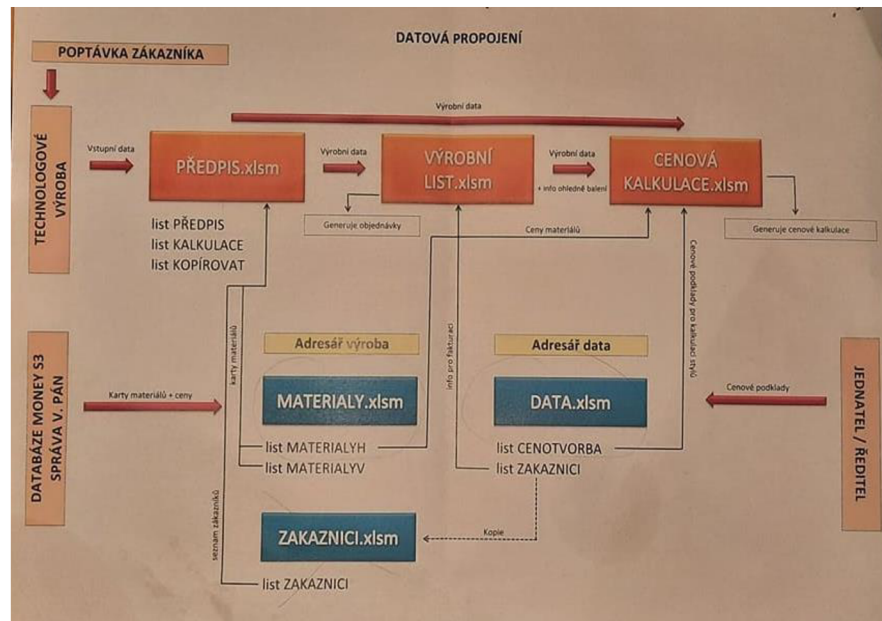 DATOVÁ PROPOJENÍ
POPTÁVKA ZÁKAZNÍKA
TECHNOLOGOVÉ
VÝROBA
Vstupní data
PŘEDPIS.xlsm
list PŘEDPIS
list KALKULACE
list KOPÍROVAT
Výrobní data
Výrobní data
VÝROBNÍ
LIST.xlsm
Generuje objednávky
Výrobní data
+ info ohledně balení
CENOVÁ
KALKULACE.xlsm
Generuje cenové kalkulace
Ceny materiálů
Cenové podklady pro kalkulaci stylů
DATABÁZE MONEY S3
SPRÁVA V. PÁN
Karty materiálů + ceny
karty materiálů
seznam zákazníků
Adresář výroba
MATERIALY.xlsm
list MATERIALYH
list MATERIALYV
ZAKAZNICI.xlsm
list ZAKAZNICI
info pro fakturaci
Adresář data
DATA.xlsm
list CENOTVORBA
list ZAKAZNICI
Kopie
Cenové podklady
JEDNATEL / ŘEDITEL